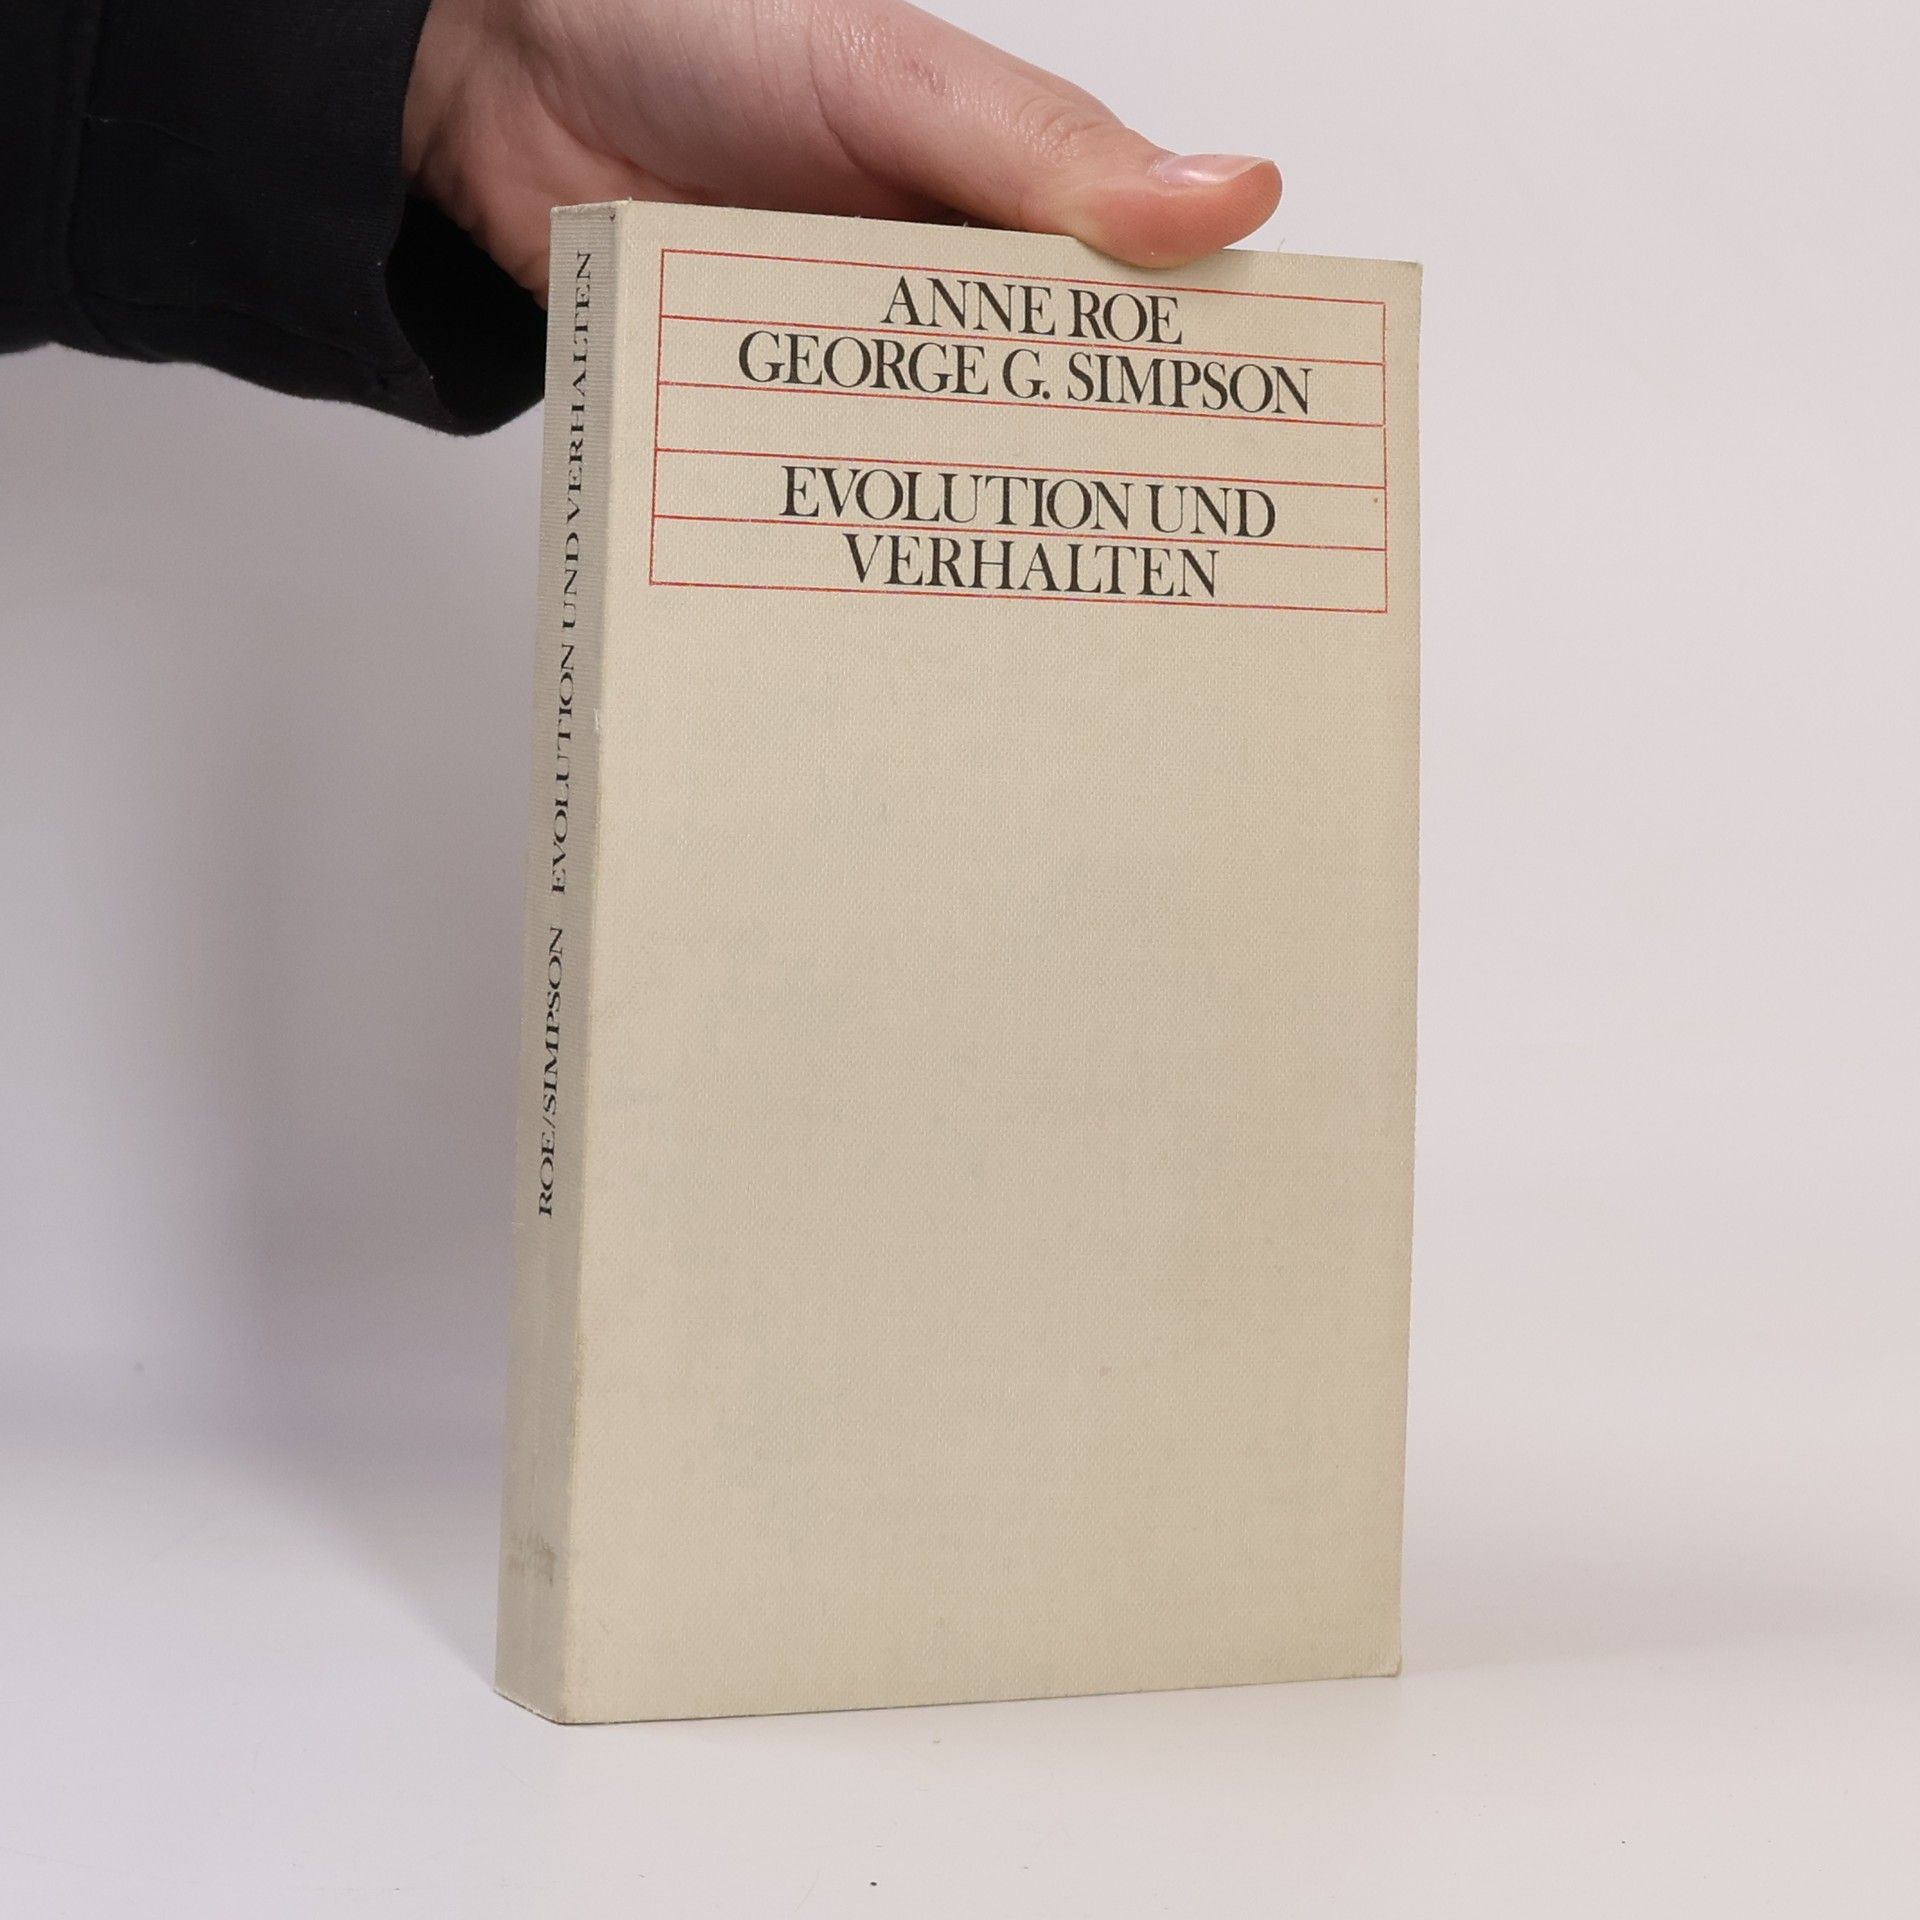 ANNE ROE
GEORGE G. SIMPSON
EVOLUTION UND
VERHALTEN
ROE/SIMPSON EVOLUTION UND VERHALTEN